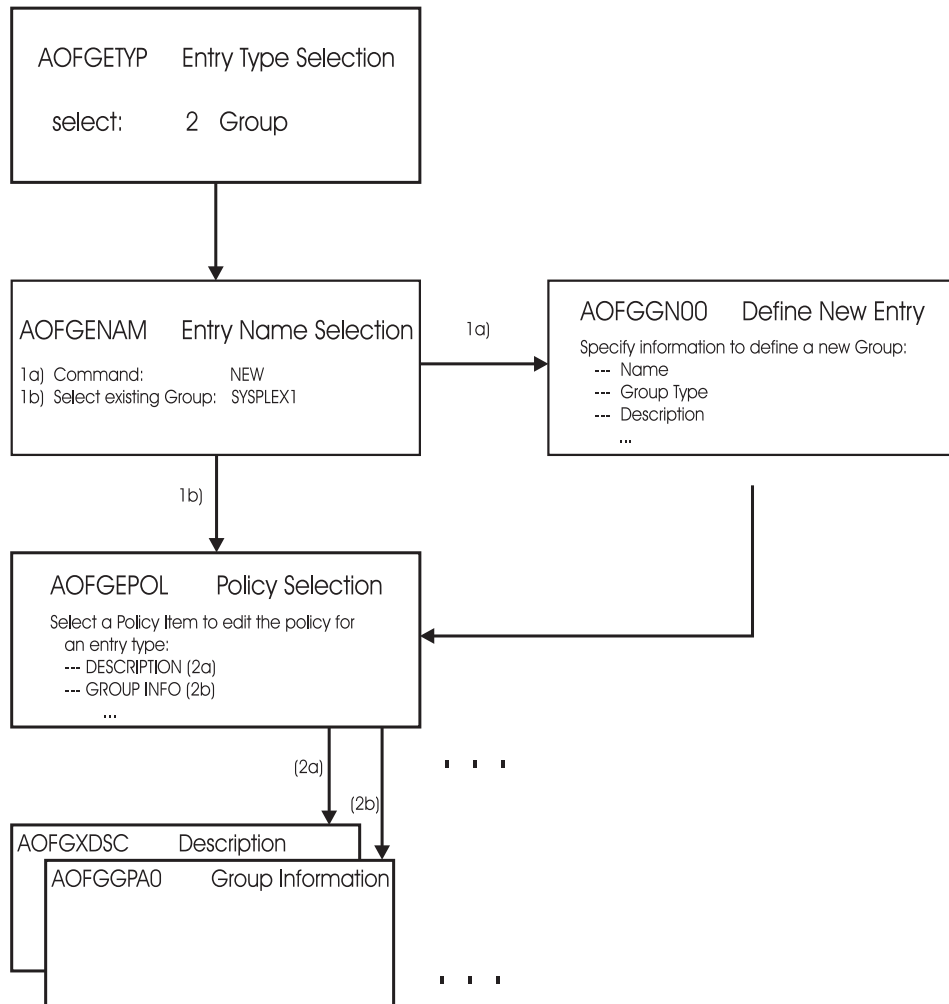 AOFGETYP Entry Type Selection
select: 2 Group
AOFGENAM Entry Name Selection
1a) Command: NEW
1b) Select existing Group: SYSPLEX1
1a)
AOFGGN00 Define New Entry
Specify information to define a new Group:
--- Name
--- Group Type
--- Description
...
1b)
AOFGEPOL Policy Selection
Select a Policy Item to edit the policy for
an entry type:
--- DESCRIPTION (2a)
--- GROUP INFO (2b)
...
(2a)
(2b)
. . .
AOFGXDSC Description
AOFGGPA0 Group Information
. . .